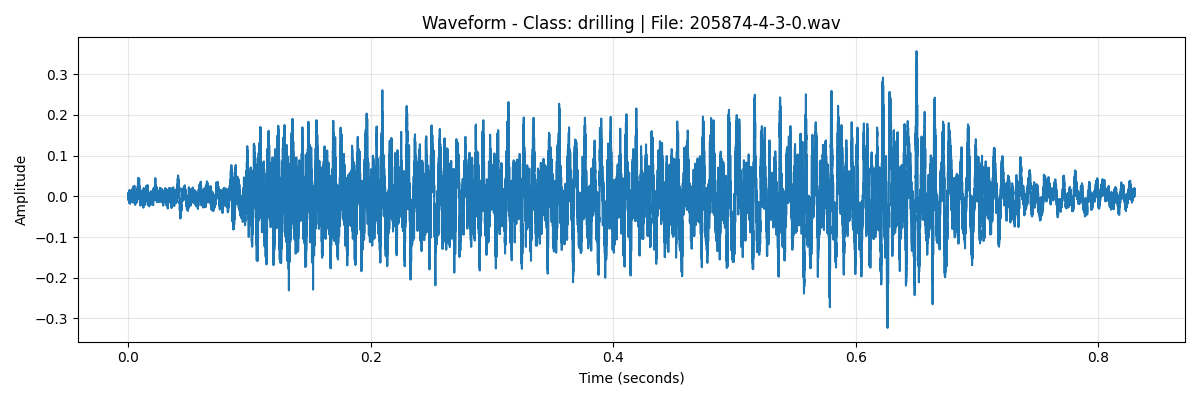 Waveform - Class: drilling | File: 205874-4-3-0.wav
Amplitude
0.3
0.2
0.1
0.0
−0.1
−0.2
−0.3
0.0 0.2 0.4 0.6 0.8
Time (seconds)